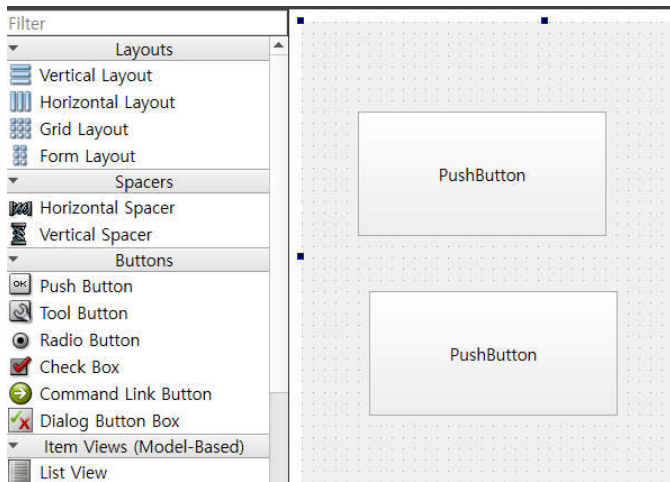 Filter
Layouts
Vertical Layout
Horizontal Layout
Grid Layout
Form Layout
Spacers
Horizontal Spacer
Vertical Spacer
Buttons
OK Push Button
Tool Button
Radio Button
Check Box
Command Link Button
Dialog Button Box
Item Views (Model-Based)
List View
PushButton
PushButton